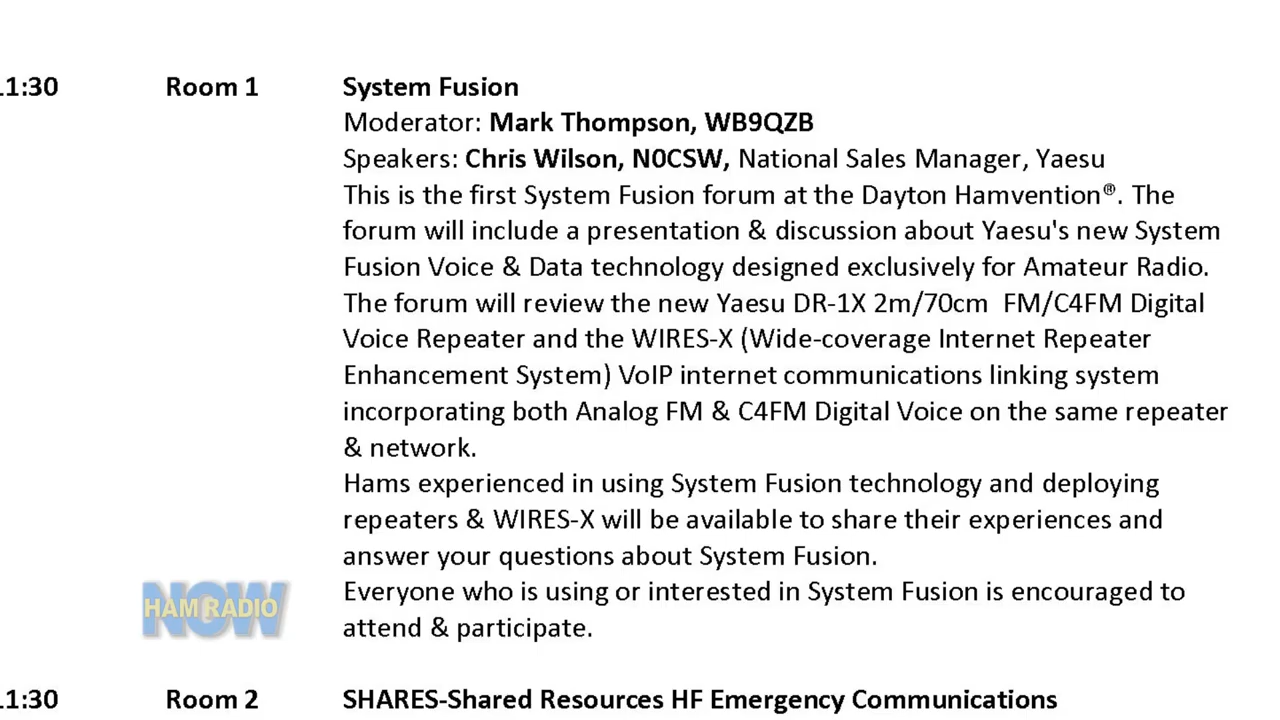 11:30 Room 1 System Fusion
Moderator: Mark Thompson, WB9QZB
Speakers: Chris Wilson, N0CSW, National Sales Manager, Yaesu
This is the first System Fusion forum at the Dayton Hamvention®. The
forum will include a presentation & discussion about Yaesu's new System
Fusion Voice & Data technology designed exclusively for Amateur Radio.
The forum will review the new Yaesu DR-1X 2m/70cm  FM/C4FM Digital
Voice Repeater and the WIRES-X (Wide-coverage Internet Repeater
Enhancement System) VoIP internet communications linking system
incorporating both Analog FM & C4FM Digital Voice on the same repeater
& network.
Hams experienced in using System Fusion technology and deploying
repeaters & WIRES-X will be available to share their experiences and
answer your questions about System Fusion.
Everyone who is using or interested in System Fusion is encouraged to
attend & participate.
HAM RADIO
NOW
11:30 Room 2 SHARES-Shared Resources HF Emergency Communications